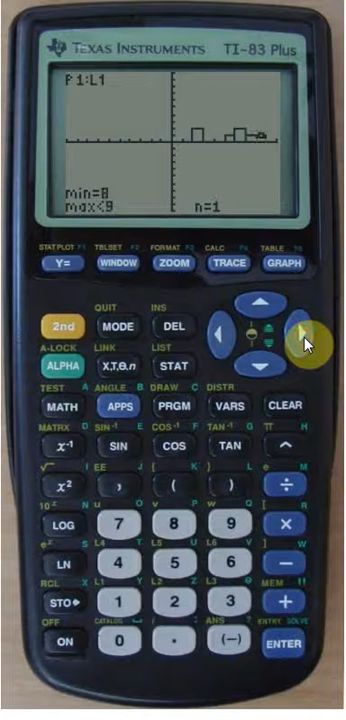 TEXAS INSTRUMENTS TI-83 Plus
P1:L1
min=8
max<9 n=1
STAT PLOT F1 TBLSET F2 FORMAT F3 CALC F4 TABLE F5
Y= WINDOW ZOOM TRACE GRAPH
QUIT INS
2nd MODE DEL
A-LOCK LINK LIST
ALPHA X,T,Θ,n STAT
TEST A ANGLE B DRAW C DISTR
MATH APPS PRGM VARS CLEAR
MATRX D SIN⁻¹ E COS⁻¹ F TAN⁻¹ G π H
x⁻¹ SIN COS TAN ^
√ I EE J { K } L e M
x² , ( ) ÷
10ˣ N u O v P w Q [ R
LOG 7 8 9 ×
eˣ S L4 T L5 U L6 V ] W
LN 4 5 6 −
RCL X L1 Y L2 Z L3 θ MEM "
STO▸ 1 2 3 +
OFF CATALOG i : ANS ? ENTRY SOLVE
ON 0 . (−) ENTER